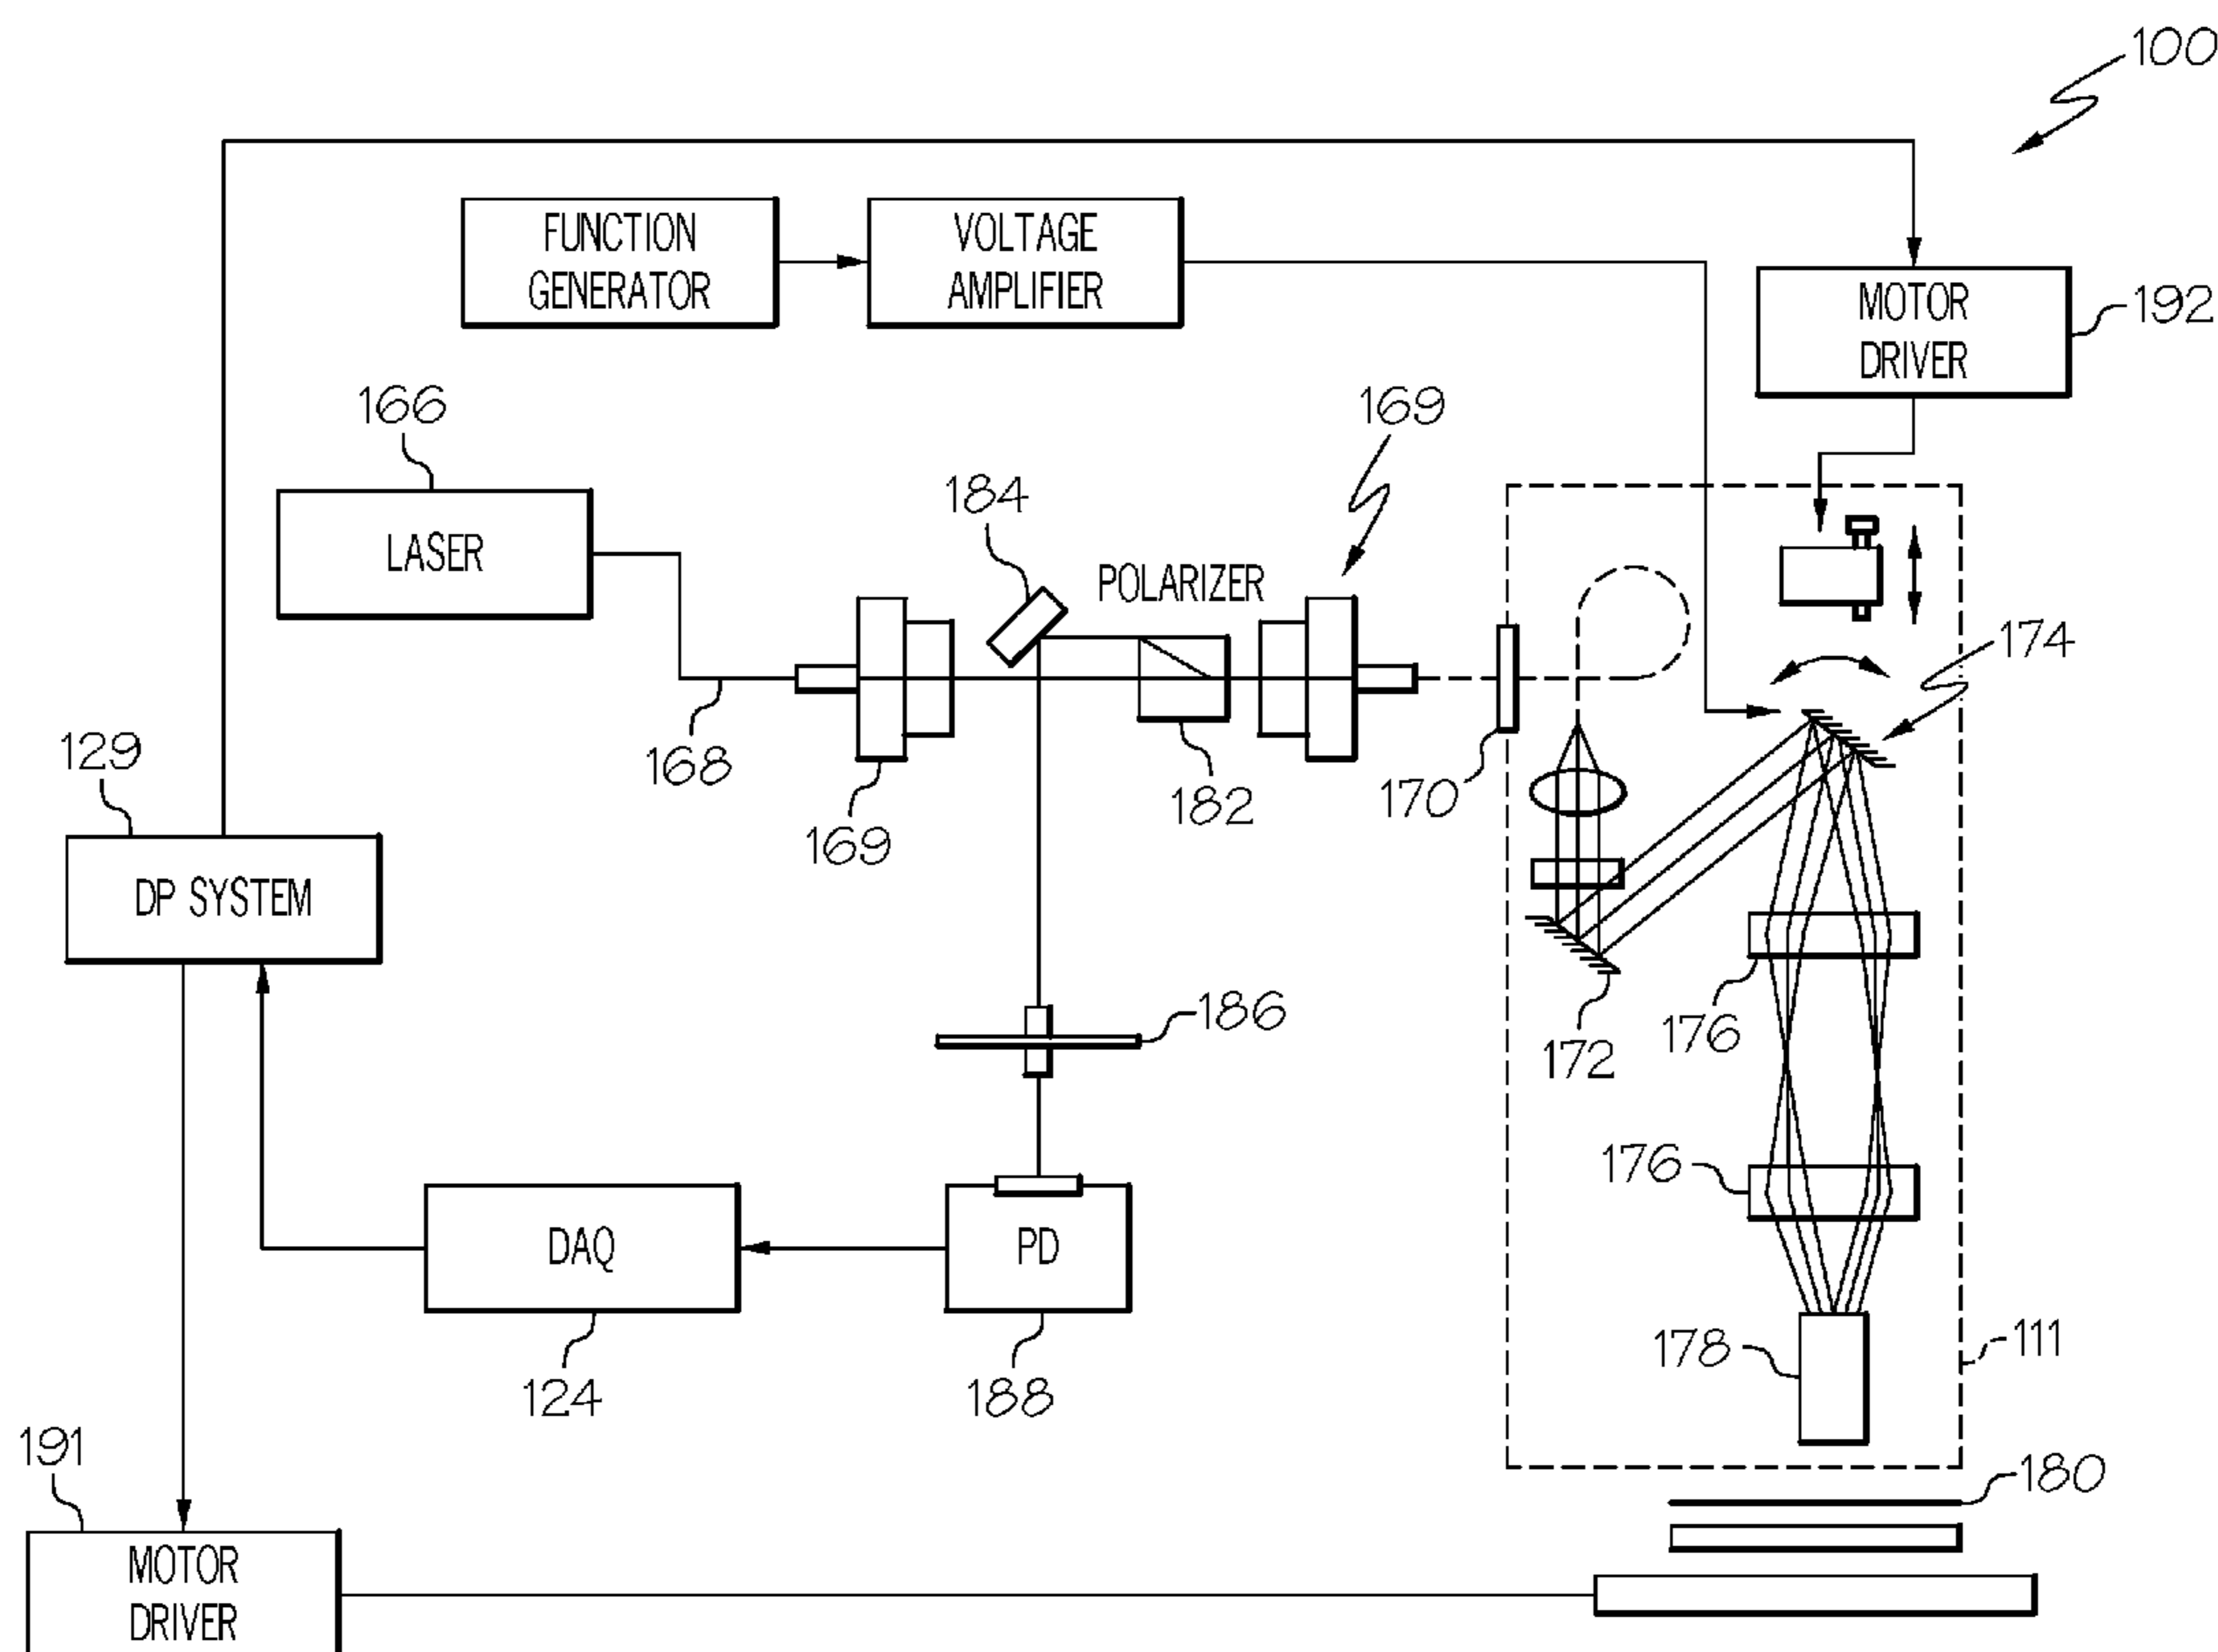 100
FUNCTION
GENERATOR
VOLTAGE
AMPLIFIER
MOTOR
DRIVER
192
166
169
184
LASER
POLARIZER
174
129
168
169
182
170
DP SYSTEM
186
172
176
176
DAQ
PD
178
111
124
188
191
180
MOTOR
DRIVER